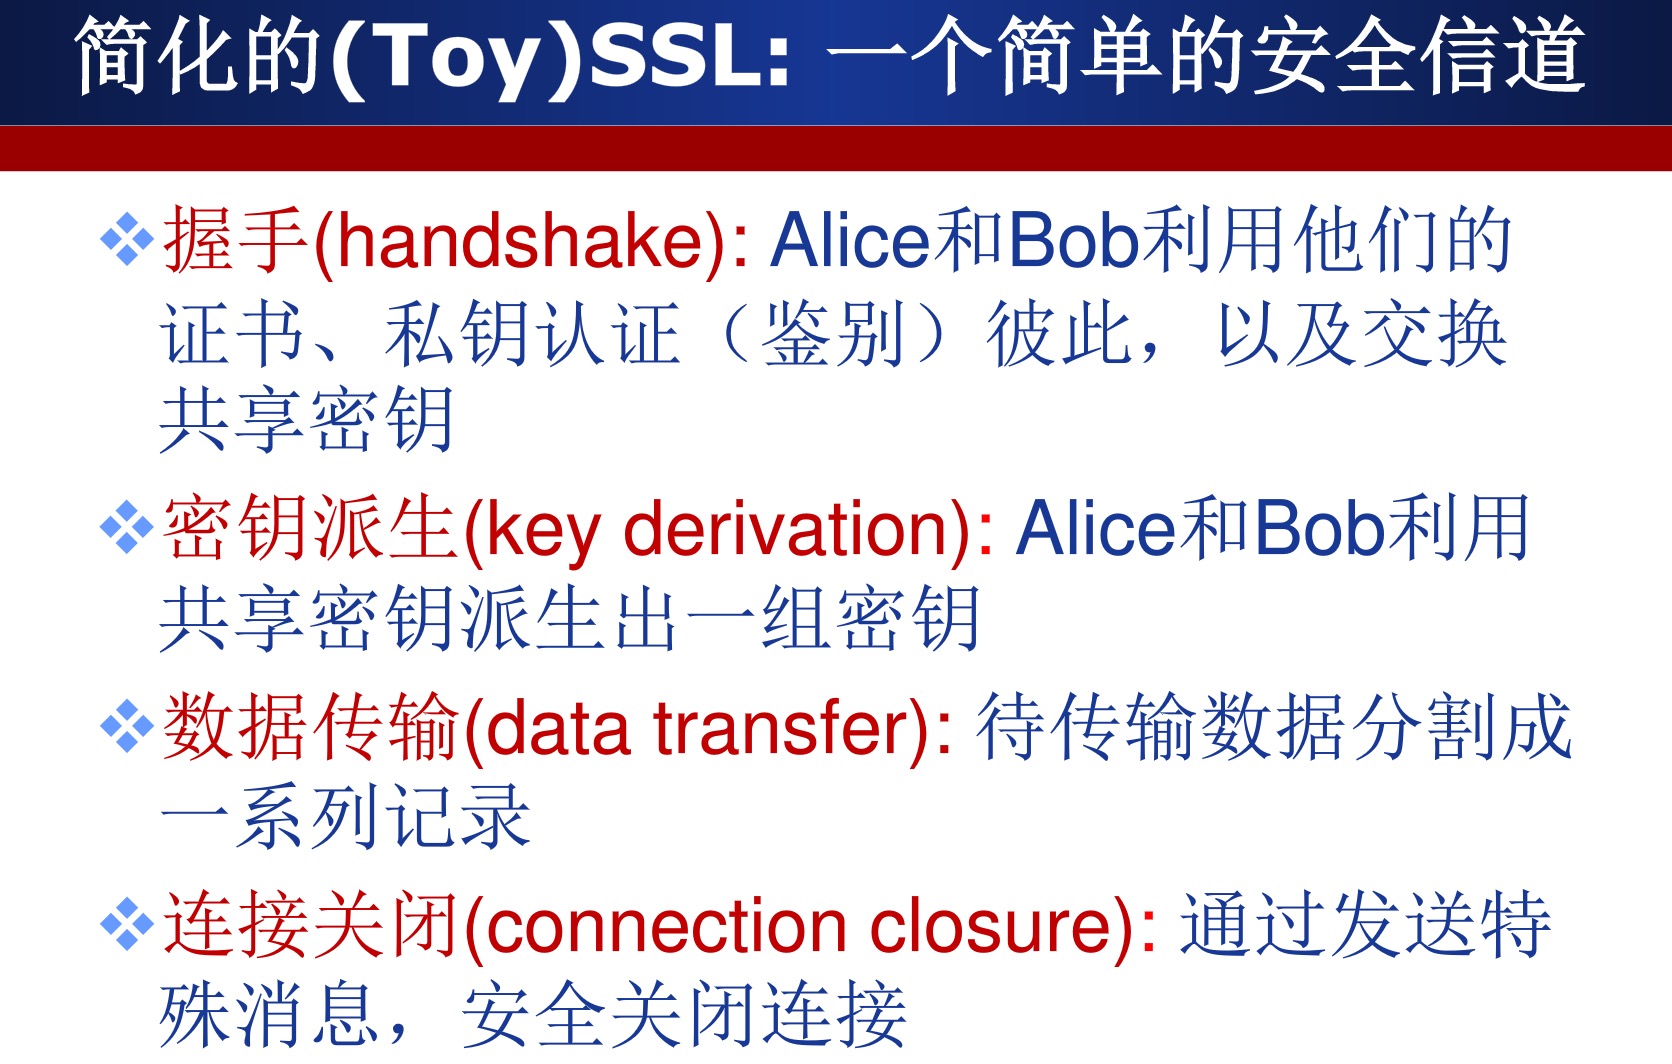 简化的(Toy)SSL: 一个简单的安全信道
握手(handshake): Alice和Bob利用他们的
证书、私钥认证（鉴别）彼此，以及交换
共享密钥
密钥派生(key derivation): Alice和Bob利用
共享密钥派生出一组密钥
数据传输(data transfer): 待传输数据分割成
一系列记录
连接关闭(connection closure): 通过发送特
殊消息，安全关闭连接